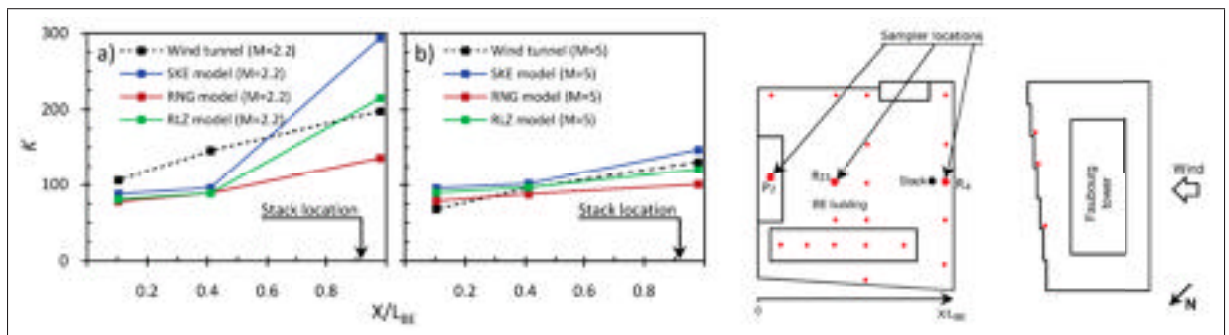 300
200
100
0
K
a)
Wind tunnel (M=2.2)
SKE model (M=2.2)
RNG model (M=2.2)
RLZ model (M=2.2)
Stack location
0.2
0.4
0.6
0.8
b)
Wind tunnel (M=5)
SKE model (M=5)
RNG model (M=5)
RLZ model (M=5)
Stack location
0.2
0.4
0.6
0.8
X/L_BE
Sampler locations
Stack
R4
BE building
0
X/L_BE
Faubourg
tower
Wind
N